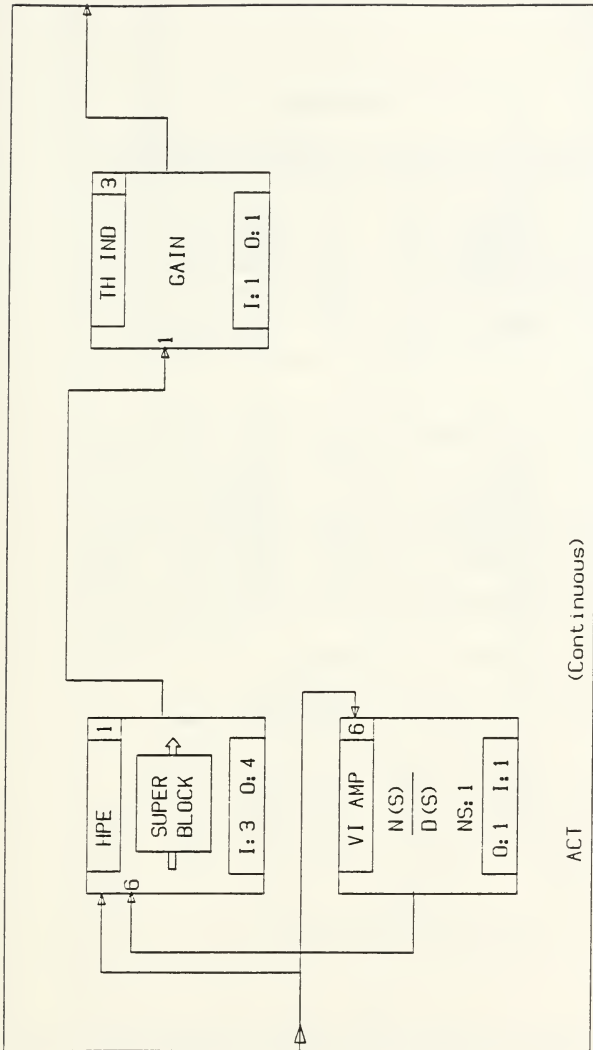 HPE 1
6
SUPER
BLOCK
I: 3 O: 4
TH IND 3
1
GAIN
I: 1 O: 1
VI AMP 6
N(S)
D(S)
NS: 1
O: 1 I: 1
ACT (Continuous)